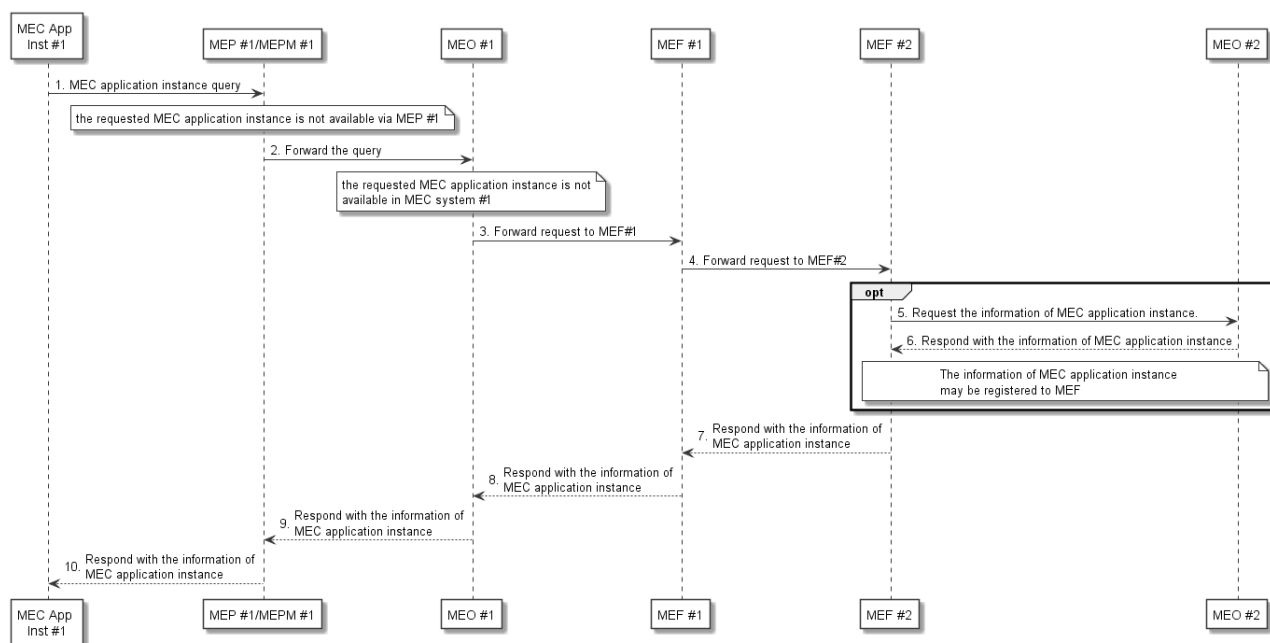 MEC App
Inst #1
MEP #1/MEPM #1
MEO #1
MEF #1
MEF #2
MEO #2
1. MEC application instance query
the requested MEC application instance is not available via MEP #1
2. Forward the query
the requested MEC application instance is not
available in MEC system #1
3. Forward request to MEF#1
4. Forward request to MEF#2
opt
5. Request the information of MEC application instance.
6. Respond with the information of MEC application instance
The information of MEC application instance
may be registered to MEF
7. Respond with the information of
MEC application instance
8. Respond with the information of
MEC application instance
9. Respond with the information of
MEC application instance
10. Respond with the information of
MEC application instance
MEC App
Inst #1
MEP #1/MEPM #1
MEO #1
MEF #1
MEF #2
MEO #2